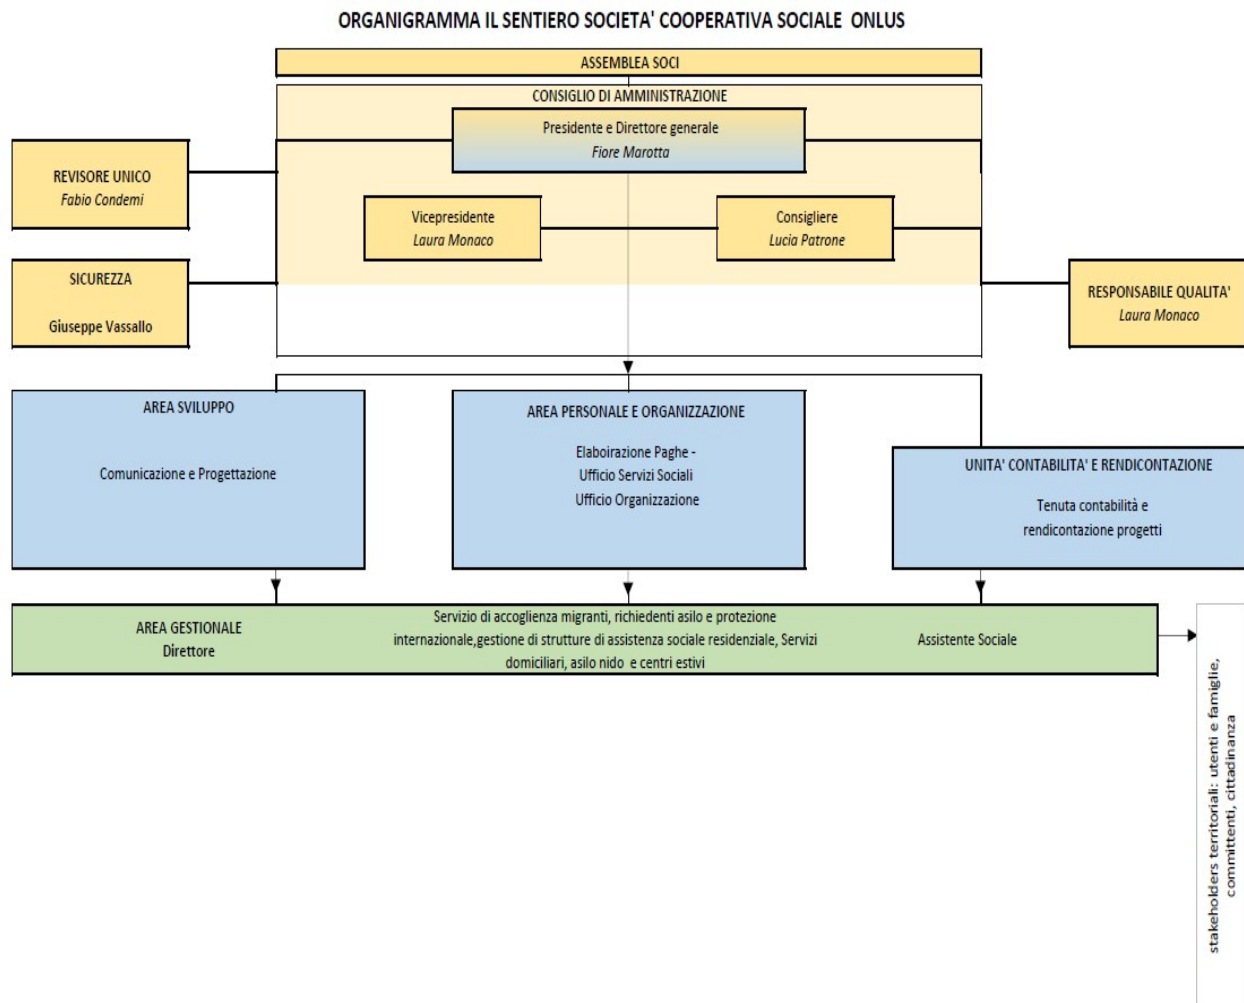 ORGANIGRAMMA IL SENTIERO SOCIETA' COOPERATIVA SOCIALE ONLUS
ASSEMBLEA SOCI
CONSIGLIO DI AMMINISTRAZIONE
Presidente e Direttore generale
Fiore Marotta
REVISORE UNICO
Fabio Condemi
Vicepresidente
Laura Monaco
Consigliere
Lucia Patrone
SICUREZZA
Giuseppe Vassallo
RESPONSABILE QUALITA'
Laura Monaco
AREA SVILUPPO
Comunicazione e Progettazione
AREA PERSONALE E ORGANIZZAZIONE
Elaboirazione Paghe -
Ufficio Servizi Sociali
Ufficio Organizzazione
UNITA' CONTABILITA' E RENDICONTAZIONE
Tenuta contabilità e
rendicontazione progetti
AREA GESTIONALE
Direttore
Servizio di accoglienza migranti, richiedenti asilo e protezione
internazionale,gestione di strutture di assistenza sociale residenziale, Servizi
domiciliari, asilo nido e centri estivi
Assistente Sociale
stakeholders territoriali: utenti e famiglie,
committenti, cittadinanza